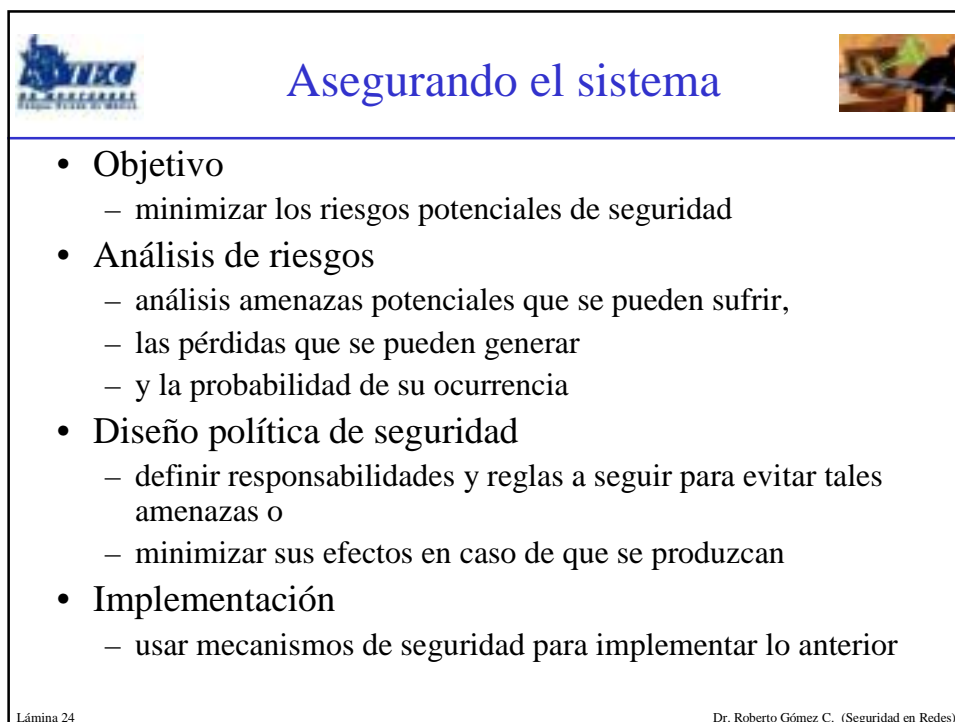 TEC
Asegurando el sistema
• Objetivo
– minimizar los riesgos potenciales de seguridad
• Análisis de riesgos
– análisis amenazas potenciales que se pueden sufrir,
– las pérdidas que se pueden generar
– y la probabilidad de su ocurrencia
• Diseño política de seguridad
– definir responsabilidades y reglas a seguir para evitar tales
amenazas o
– minimizar sus efectos en caso de que se produzcan
• Implementación
– usar mecanismos de seguridad para implementar lo anterior
Lámina 24
Dr. Roberto Gómez C. (Seguridad en Redes)